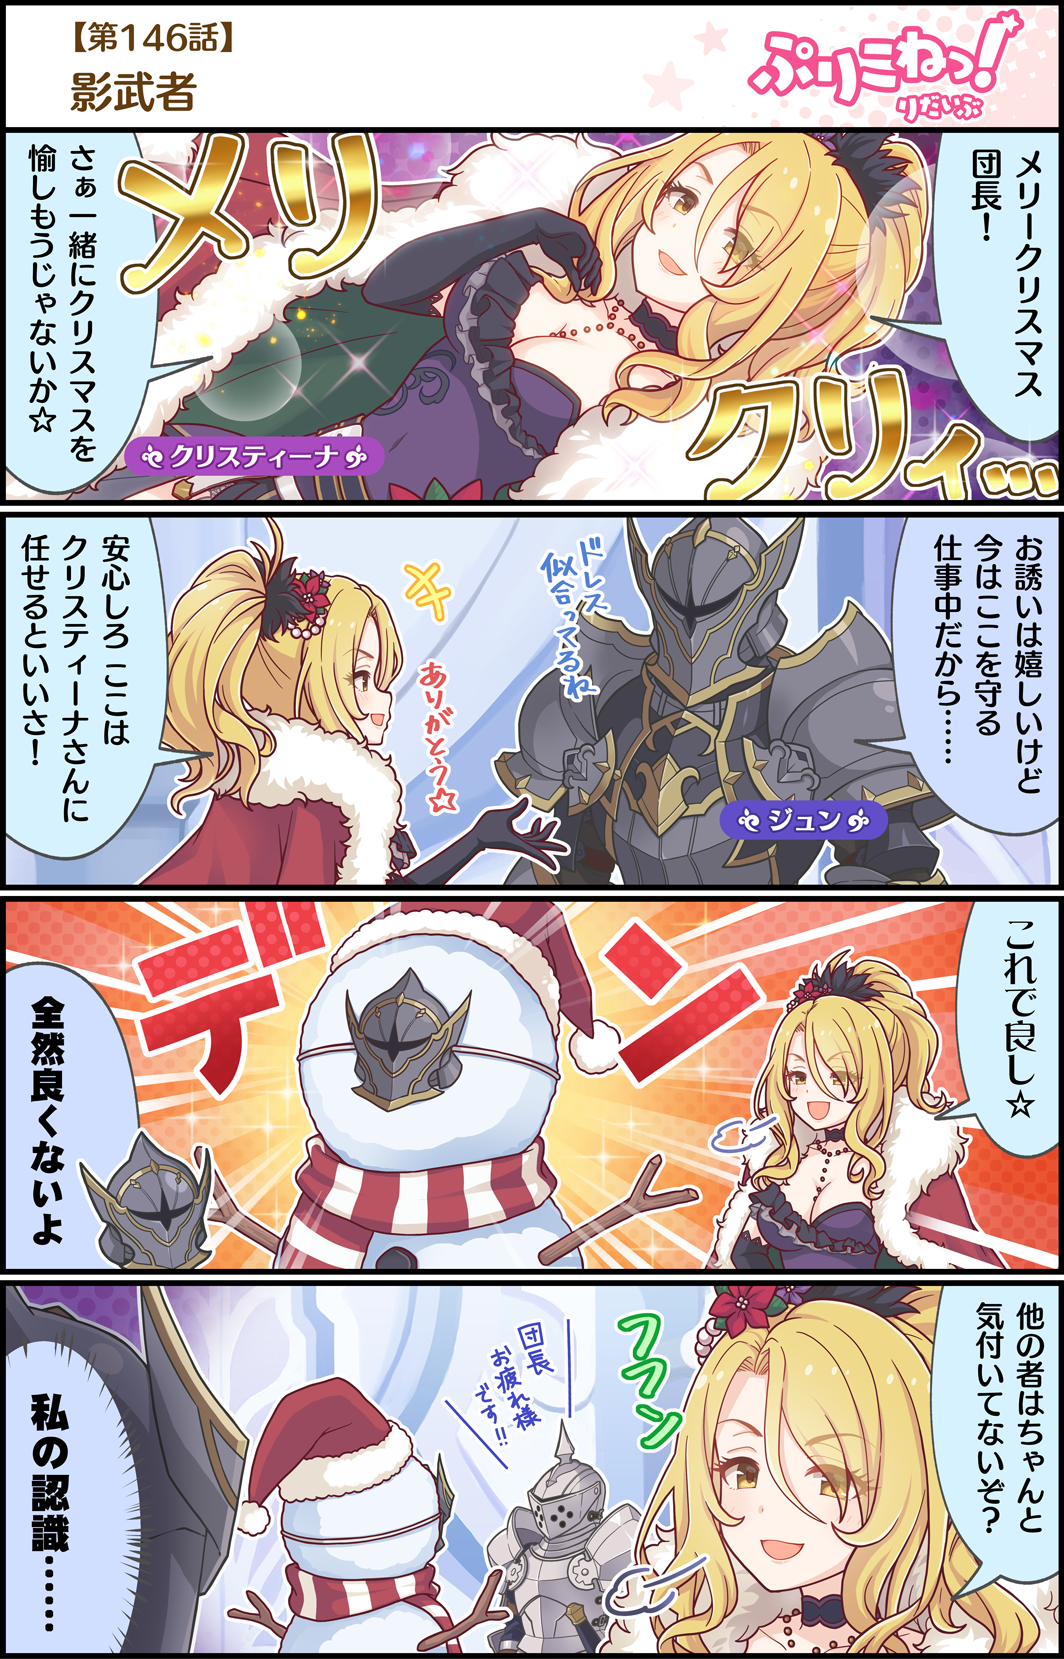 【第146話】
影武者
ぷりこねっ!
りだいぶ
メリークリスマス
団長!
メリ
クリィ…
さぁ一緒にクリスマスを
愉しもうじゃないか☆
クリスティーナ
お誘いは嬉しいけど
今はここを守る
仕事中だから……
ドレス
似合ってるね
ジュン
ありがとう☆
安心しろ ここは
クリスティーナさんに
任せるといいさ!
これで良し☆
デン
全然良くないよ
他の者はちゃんと
気付いてないぞ?
フフン
団長
お疲れ様
です!!
私の認識……